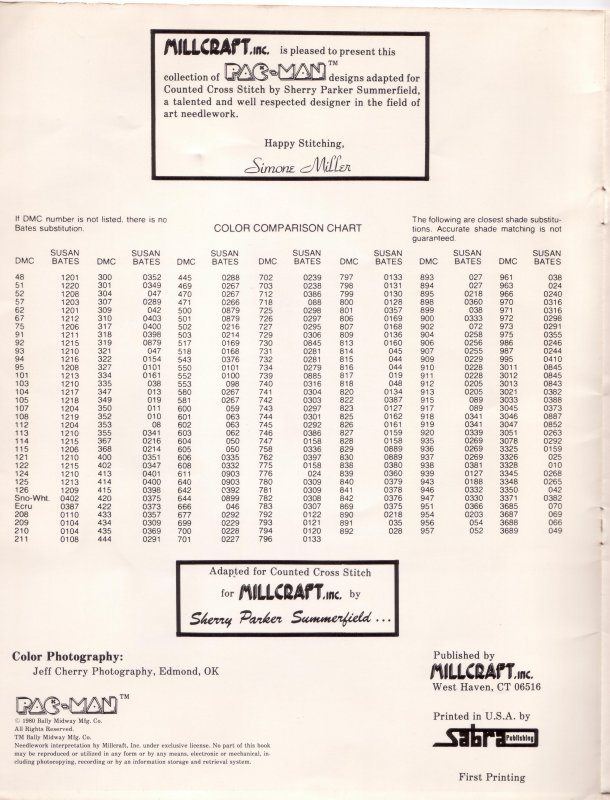 MILLCRAFT, inc. is pleased to present this
collection of PAC-MAN™ designs adapted for
Counted Cross Stitch by Sherry Parker Summerfield,
a talented and well respected designer in the field of
art needlework.
Happy Stitching,
Simone Miller
If DMC number is not listed, there is no
Bates substitution.
COLOR COMPARISON CHART
The following are closest shade substitu-
tions. Accurate shade matching is not
guaranteed.
DMC SUSAN BATES DMC SUSAN BATES DMC SUSAN BATES DMC SUSAN BATES DMC SUSAN BATES DMC SUSAN BATES DMC SUSAN BATES
48 1201 300 0352 445 0288 702 0239 797 0133 893 027 961 038
51 1220 301 0349 469 0267 703 0238 798 0131 894 027 963 024
52 1208 304 047 470 0267 712 0386 799 0130 895 0218 966 0240
57 1203 307 0289 471 0266 718 088 800 0128 898 0360 970 0316
62 1201 309 042 500 0879 725 0298 801 0357 899 038 971 0316
67 1212 310 0403 501 0879 726 0297 806 0169 900 0333 972 0298
75 1206 317 0400 502 0216 727 0295 807 0168 902 072 973 0291
91 1211 318 0398 503 0214 729 0306 809 0136 904 0258 975 0355
92 1215 319 0879 517 0169 730 0845 813 0160 906 0256 986 0246
93 1210 321 047 518 0168 731 0281 814 045 907 0255 987 0244
94 1216 322 0154 543 0376 732 0281 815 044 909 0229 995 0410
95 1208 327 0101 550 0101 734 0279 816 044 910 0228 3011 0845
101 1213 334 0161 552 0100 739 0885 817 019 911 0228 3012 0845
103 1210 335 038 553 098 740 0316 818 048 912 0205 3013 0843
104 1217 347 013 580 0267 741 0304 820 0134 913 0205 3021 0382
105 1218 349 019 581 0267 742 0303 822 0387 915 089 3033 0388
107 1204 350 011 600 059 743 0297 823 0127 917 089 3045 0373
108 1219 352 010 601 063 744 0301 825 0162 918 0341 3046 0887
112 1204 353 08 602 063 745 0292 826 0161 919 0341 3047 0852
113 1210 355 0341 603 062 746 0386 827 0159 920 0339 3051 0263
114 1215 367 0216 604 050 747 0158 828 0158 935 0269 3078 0292
115 1206 368 0214 605 050 758 0336 829 0889 936 0269 3325 0159
121 1210 400 0351 606 0335 762 0397 830 0889 937 0269 3326 025
122 1215 402 0347 608 0332 775 0158 838 0380 938 0381 3328 010
124 1210 413 0401 611 0903 776 024 839 0360 939 0127 3345 0268
125 1213 414 0400 640 0903 780 0309 840 0379 943 0188 3348 0265
126 1209 415 0398 642 0392 781 0309 841 0378 946 0332 3350 042
Sno-Wht. 0402 420 0375 644 0899 782 0308 842 0376 947 0330 3371 0382
Ecru 0387 422 0373 666 046 783 0307 869 0375 951 0366 3685 070
208 0110 433 0357 677 0292 792 0122 890 0218 954 0203 3687 069
209 0104 434 0309 699 0229 793 0121 891 035 956 054 3688 066
210 0104 435 0369 700 0228 794 0120 892 028 957 052 3689 049
211 0108 444 0291 701 0227 796 0133
Adapted for Counted Cross Stitch
for MILLCRAFT, inc. by
Sherry Parker Summerfield ...
Color Photography:
Jeff Cherry Photography, Edmond, OK
PAC-MAN™
© 1980 Bally Midway Mfg. Co.
All Rights Reserved.
TM Bally Midway Mfg. Co.
Needlework interpretation by Millcraft, Inc. under exclusive license. No part of this book
may be reproduced or utilized in any form or by any means, electronic or mechanical, in-
cluding photocopying, recording or by an information storage and retrieval system.
Published by
MILLCRAFT, inc.
West Haven, CT 06516
Printed in U.S.A. by
Sabra Publishing
First Printing